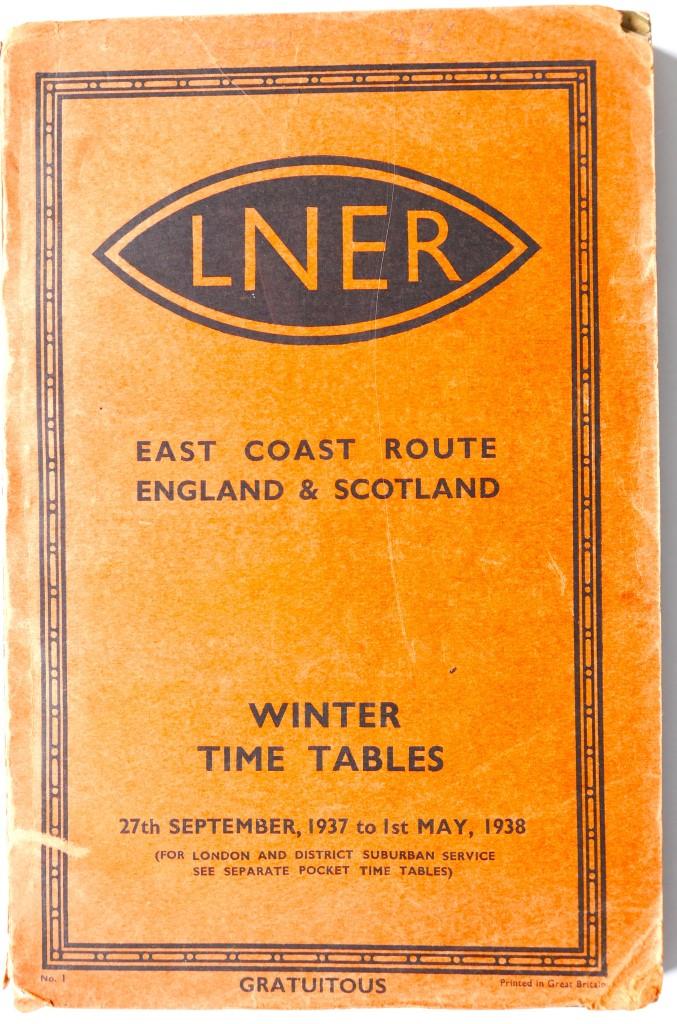 LNER
EAST COAST ROUTE
ENGLAND & SCOTLAND
WINTER
TIME TABLES
27th SEPTEMBER, 1937 to 1st MAY, 1938
(FOR LONDON AND DISTRICT SUBURBAN SERVICE
SEE SEPARATE POCKET TIME TABLES)
No. 1
GRATUITOUS
Printed in Great Britain